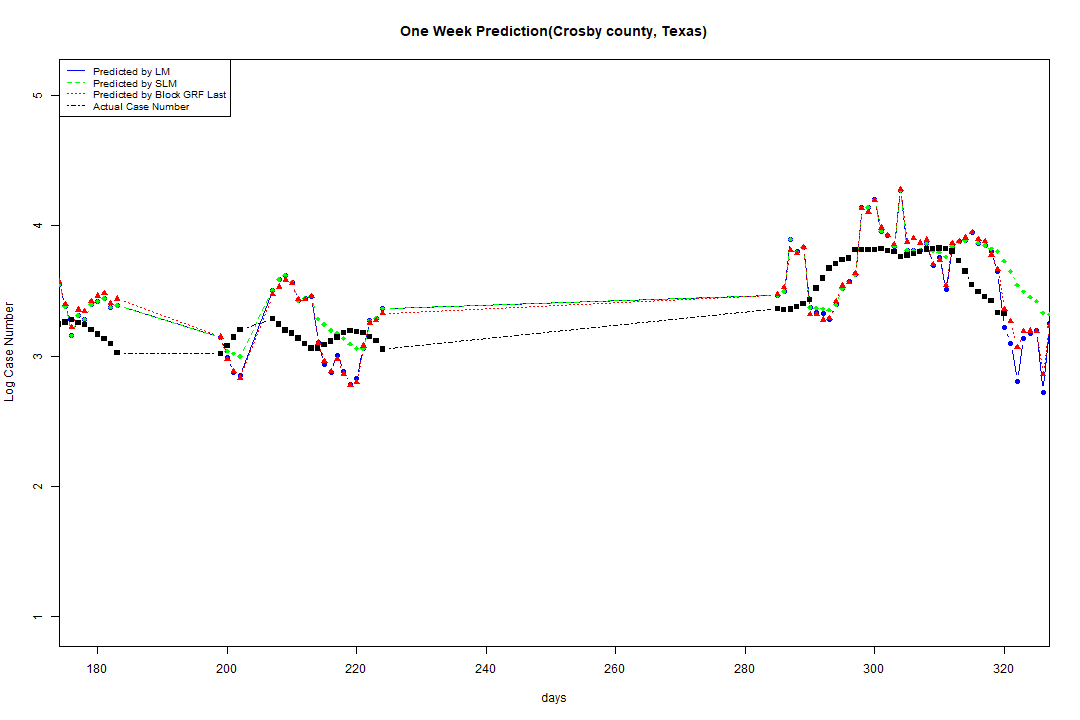 One Week Prediction(Crosby county, Texas)
Predicted by LM
Predicted by SLM
Predicted by Block GRF Last
Actual Case Number
5
4
3
2
1
Log Case Number
180 200 220 240 260 280 300 320
days